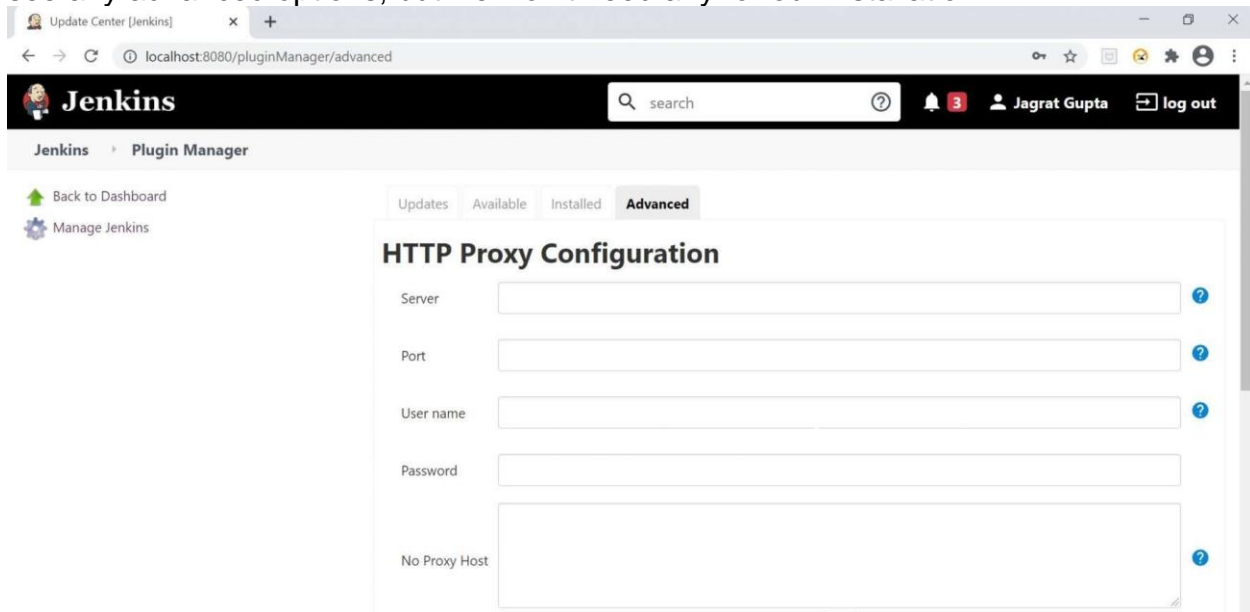 Update Center [Jenkins]
localhost:8080/pluginManager/advanced
Jenkins
search
3
Jagrat Gupta
log out
Jenkins
Plugin Manager
Back to Dashboard
Manage Jenkins
Updates
Available
Installed
Advanced
HTTP Proxy Configuration
Server
Port
User name
Password
No Proxy Host